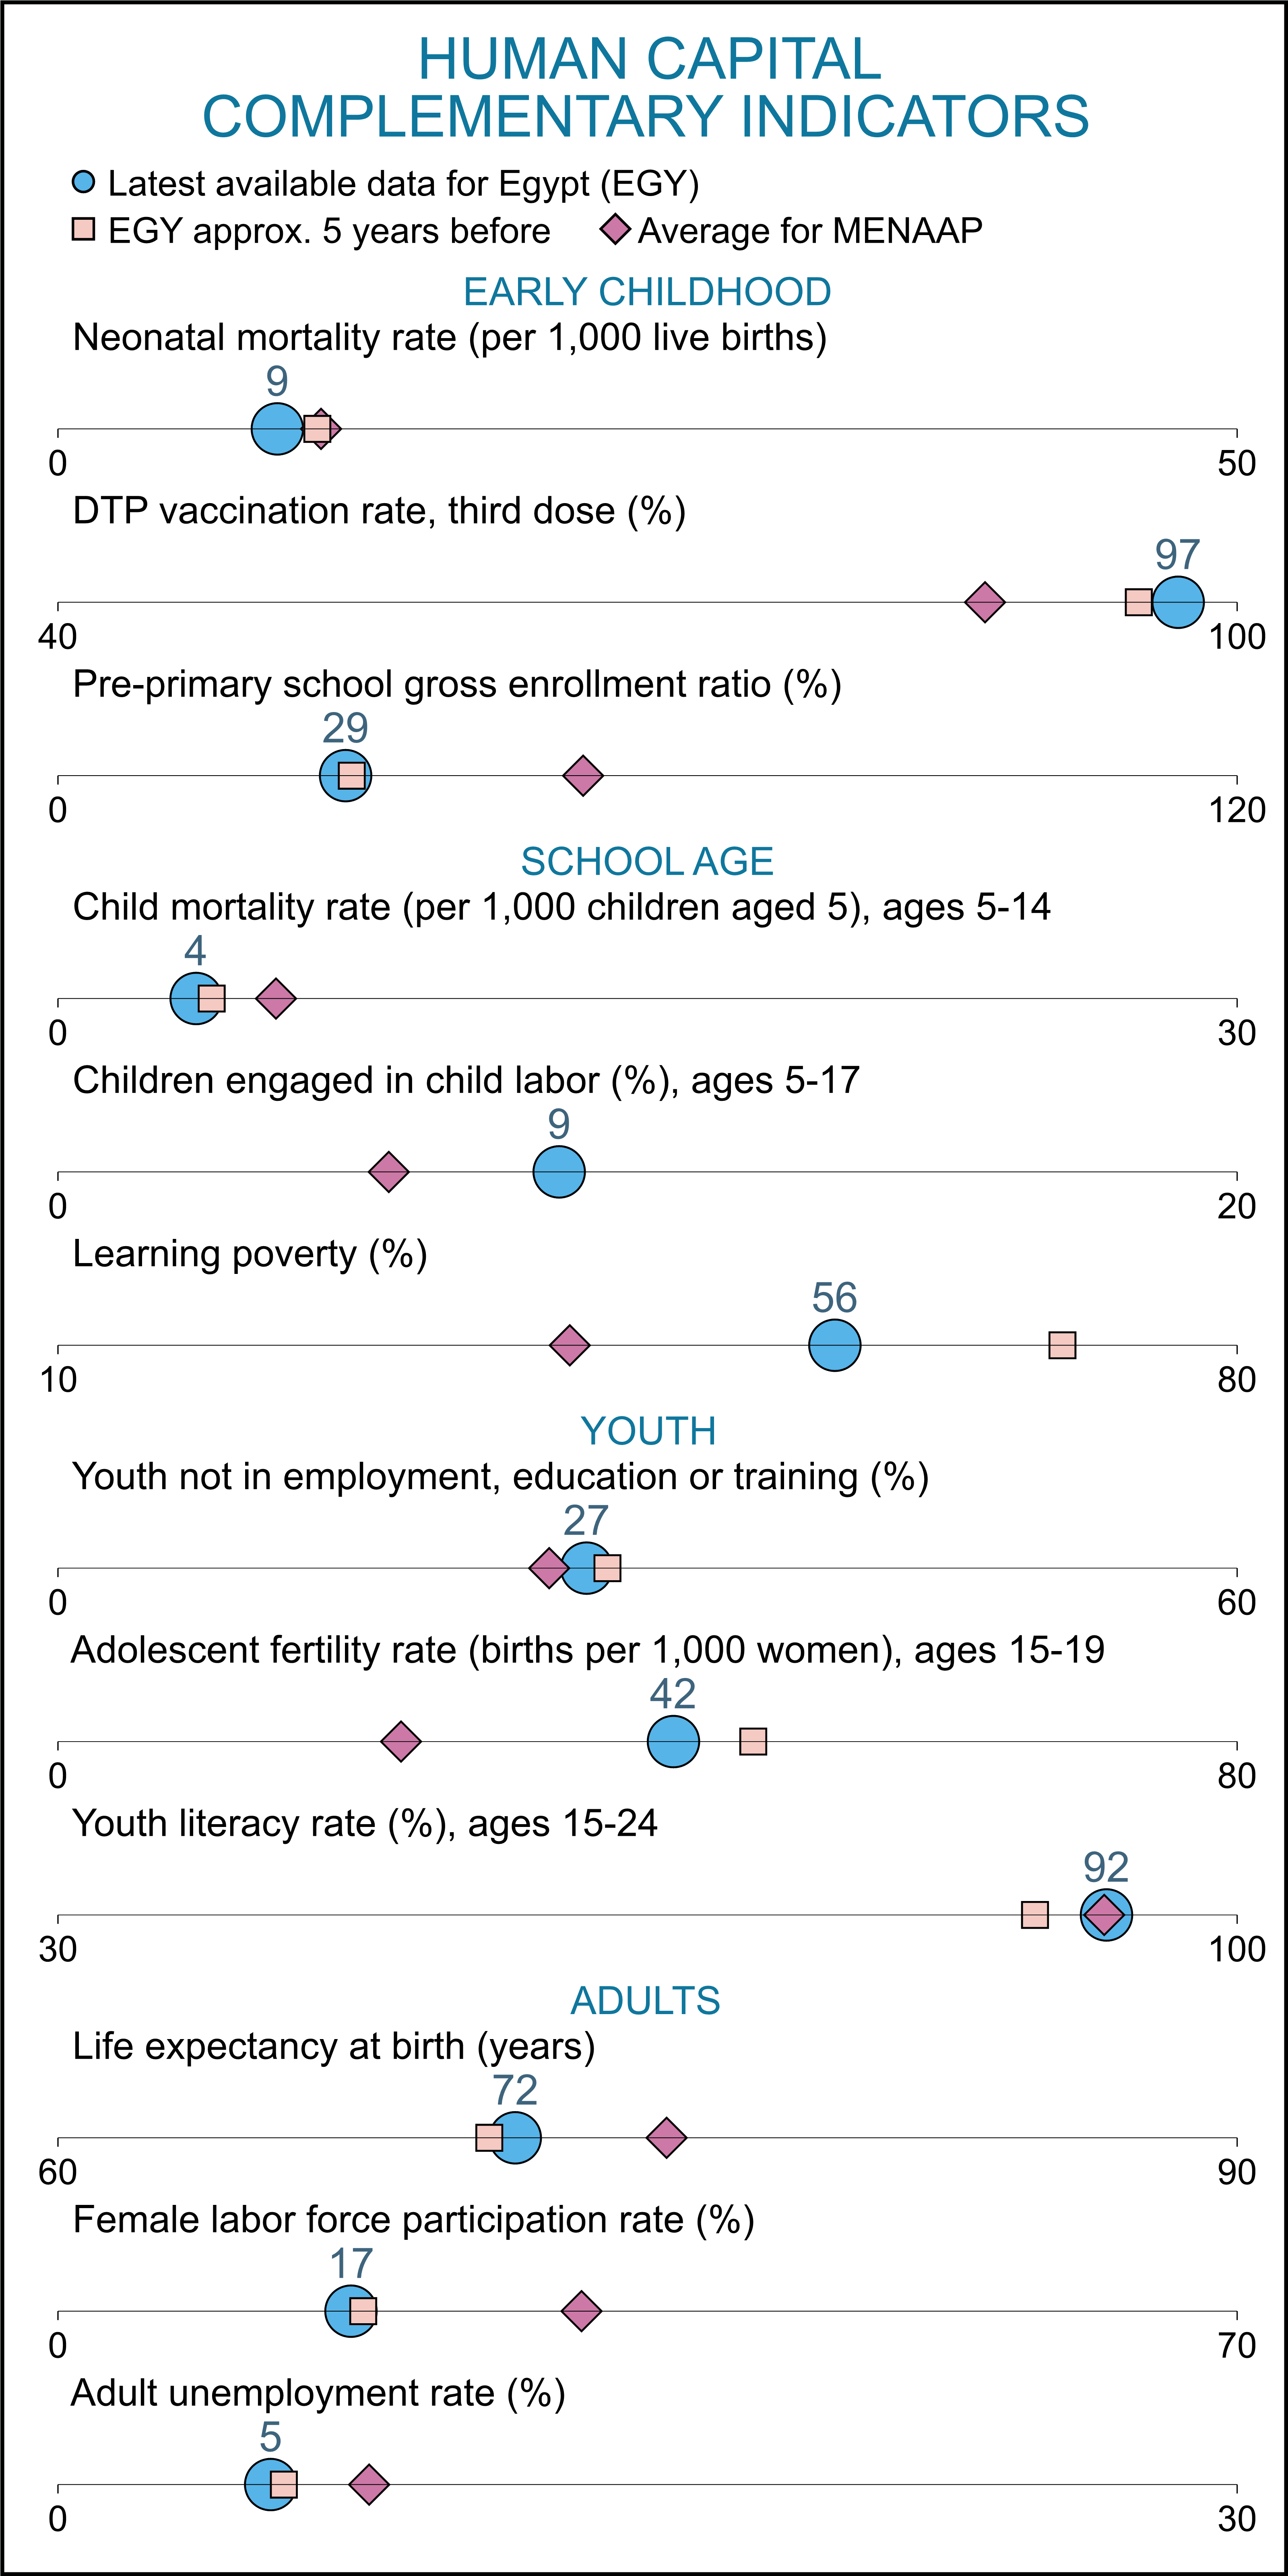 HUMAN CAPITAL
COMPLEMENTARY INDICATORS
Latest available data for Egypt (EGY)
EGY approx. 5 years before Average for MENAAP
EARLY CHILDHOOD
Neonatal mortality rate (per 1,000 live births)
9
0 50
DTP vaccination rate, third dose (%)
97
40 100
Pre-primary school gross enrollment ratio (%)
29
0 120
SCHOOL AGE
Child mortality rate (per 1,000 children aged 5), ages 5-14
4
0 30
Children engaged in child labor (%), ages 5-17
9
0 20
Learning poverty (%)
56
10 80
YOUTH
Youth not in employment, education or training (%)
27
0 60
Adolescent fertility rate (births per 1,000 women), ages 15-19
42
0 80
Youth literacy rate (%), ages 15-24
92
30 100
ADULTS
Life expectancy at birth (years)
72
60 90
Female labor force participation rate (%)
17
0 70
Adult unemployment rate (%)
5
0 30